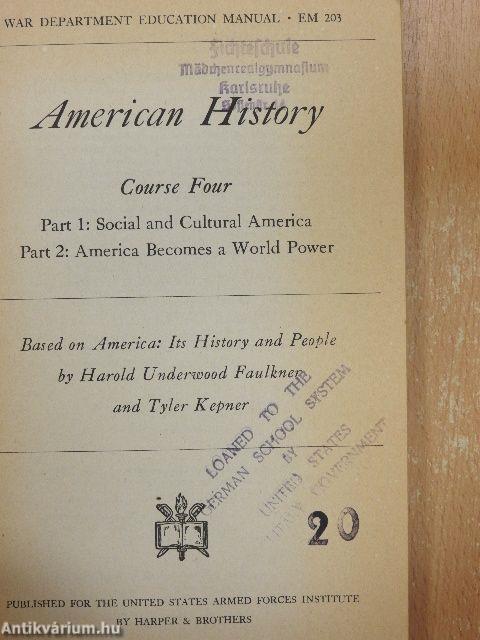 WAR DEPARTMENT EDUCATION MANUAL · EM 203
Fichteschule
Mädchenrealgymnasium
Karlsruhe
American History
Course Four
Part 1: Social and Cultural America
Part 2: America Becomes a World Power
Based on America: Its History and People
by Harold Underwood Faulkner
and Tyler Kepner
LOANED TO THE
GERMAN SCHOOL SYSTEM
BY
UNITED STATES
GOVERNMENT
20
PUBLISHED FOR THE UNITED STATES ARMED FORCES INSTITUTE
BY HARPER & BROTHERS
Antikvárium.hu